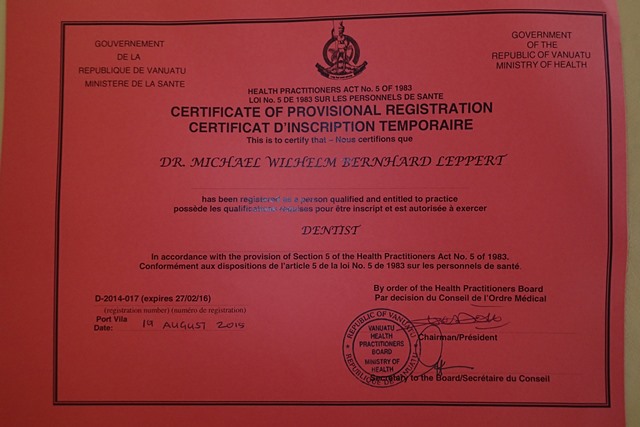 GOUVERNEMENT
DE LA
REPUBLIQUE DE VANUATU
MINISTERE DE LA SANTE
GOVERNMENT
OF THE
REPUBLIC OF VANUATU
MINISTRY OF HEALTH
HEALTH PRACTITIONERS ACT No. 5 OF 1983
LOI No. 5 DE 1983 SUR LES PERSONNELS DE SANTE
CERTIFICATE OF PROVISIONAL REGISTRATION
CERTIFICAT D'INSCRIPTION TEMPORAIRE
This is to certify that – Nous certifions que
DR. MICHAEL WILHELM BERNHARD LEPPERT
has been registered as a person qualified and entitled to practice
possède les qualifications requises pour être inscript et est autorisée à exercer
DENTIST
In accordance with the provision of Section 5 of the Health Practitioners Act No. 5 of 1983.
Conformément aux dispositions de l'article 5 de la loi No. 5 de 1983 sur les personnels de santé.
D-2014-017 (expires 27/02/16)
(registration number) (numéro de registration)
Port Vila
Date: 19 AUGUST 2015
By order of the Health Practitioners Board
Par decision du Conseil de l'Ordre Médical
Chairman/Président
REPUBLIC OF VANUATU
VANUATU
HEALTH
PRACTITIONERS
BOARD
MINISTRY OF
HEALTH
REPUBLIQUE DE VANUATU
Secretary to the Board/Secrétaire du Conseil